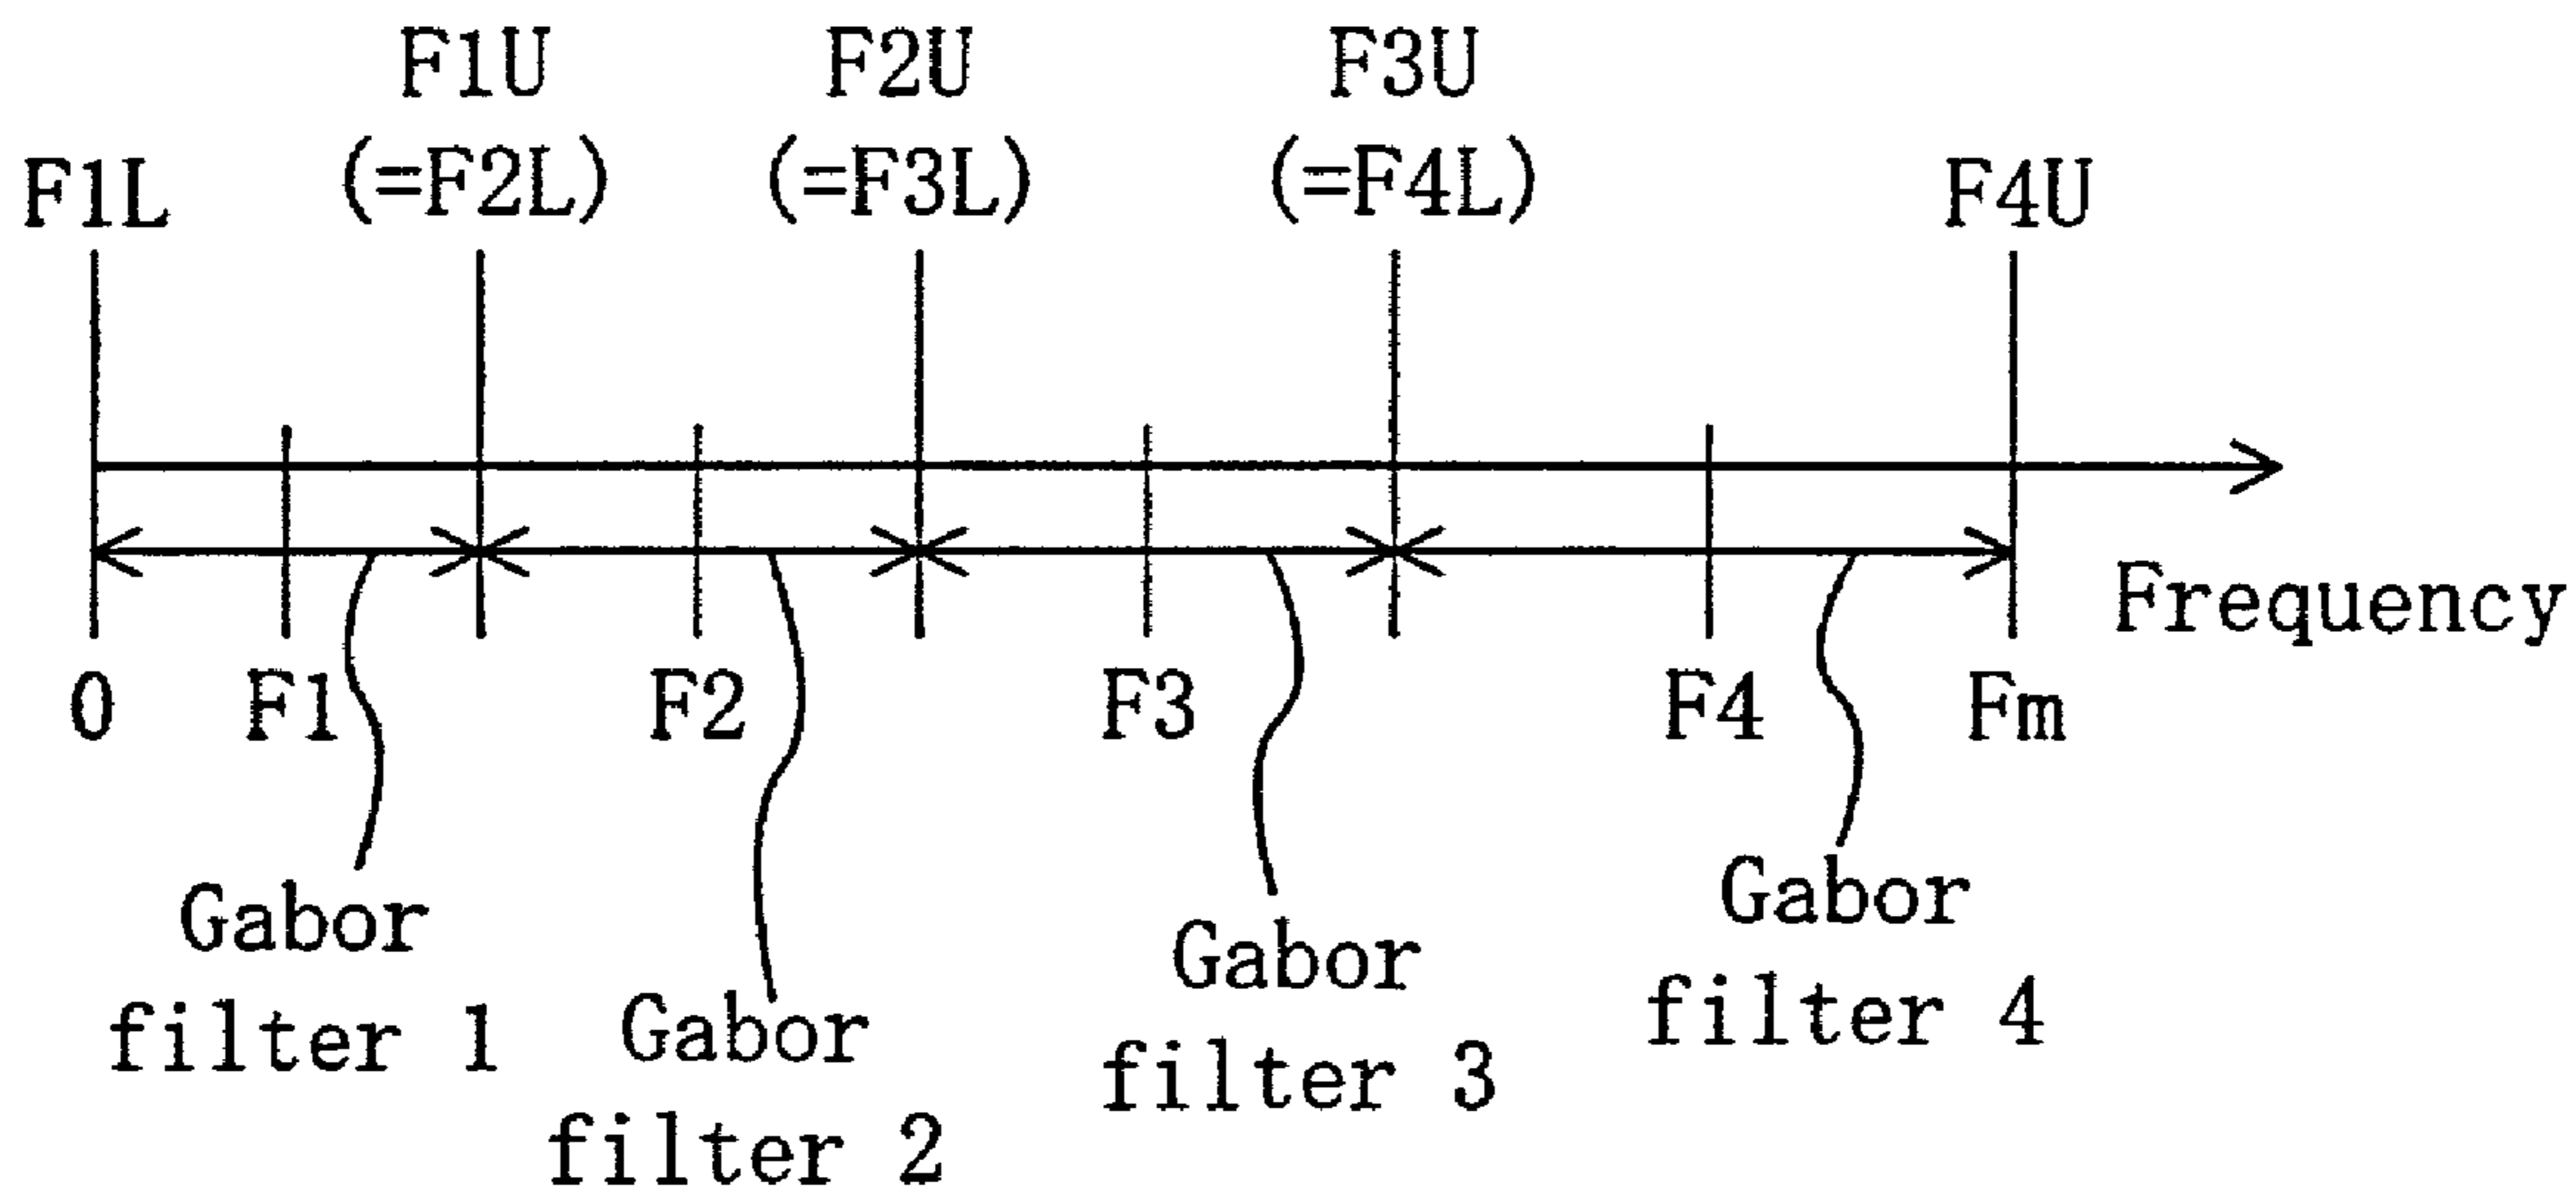 F1U
F2U
F3U
F1L
(=F2L)
(=F3L)
(=F4L)
F4U
Frequency
0
F1
F2
F3
F4
Fm
Gabor
filter 1
Gabor
filter 2
Gabor
filter 3
Gabor
filter 4